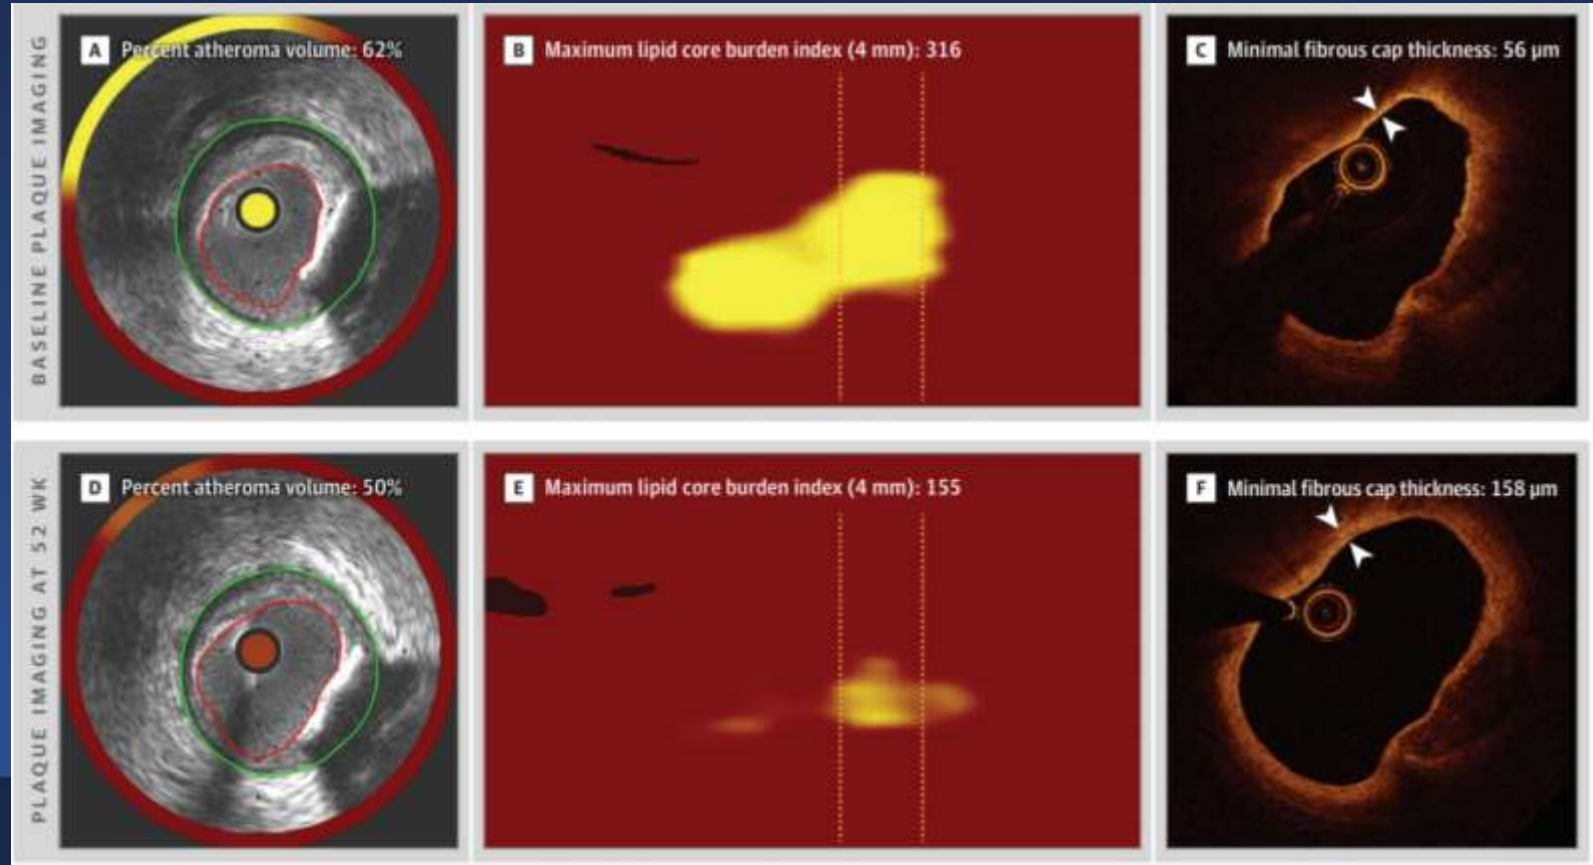 BASELINE PLAQUE IMAGING
A Percent atheroma volume: 62%
B Maximum lipid core burden index (4 mm): 316
C Minimal fibrous cap thickness: 56 µm
PLAQUE IMAGING AT 52 WK
D Percent atheroma volume: 50%
E Maximum lipid core burden index (4 mm): 155
F Minimal fibrous cap thickness: 158 µm